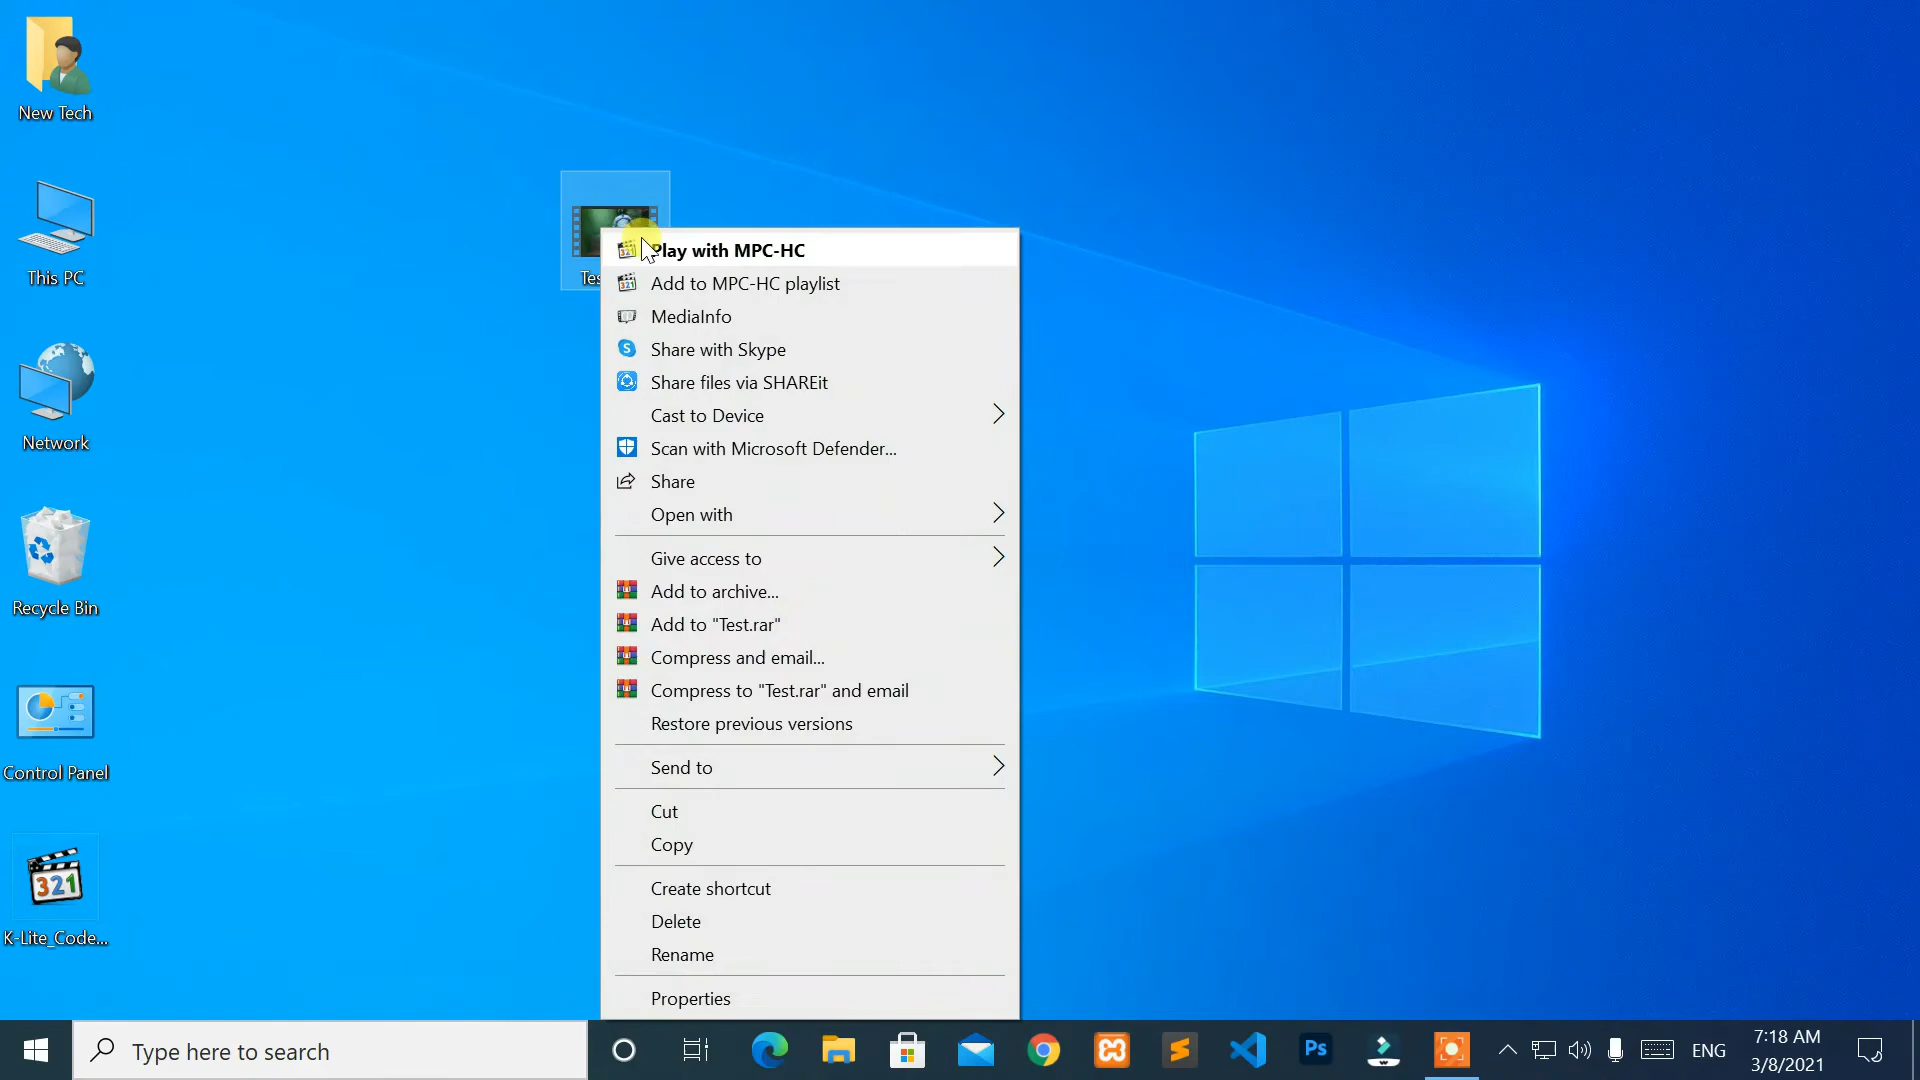 New Tech
This PC
Network
Recycle Bin
Control Panel
321
K-Lite_Code...
Play with MPC-HC
Add to MPC-HC playlist
MediaInfo
Share with Skype
Share files via SHAREit
Cast to Device
Scan with Microsoft Defender...
Share
Open with
Give access to
Add to archive...
Add to "Test.rar"
Compress and email...
Compress to "Test.rar" and email
Restore previous versions
Send to
Cut
Copy
Create shortcut
Delete
Rename
Properties
Type here to search
Ps
ENG
7:18 AM
3/8/2021